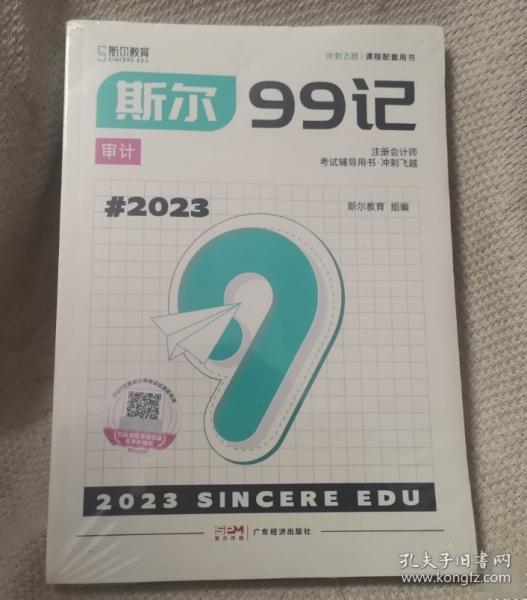 斯尔教育
SINCERE EDU
冲刺飞越 | 课程配套用书
斯尔 99记
审计
注册会计师
考试辅导用书·冲刺飞越
#2023
斯尔教育 组编
2023 SINCERE EDU
SPM
广东经济出版社
孔夫子旧书网
www.kongfz.com